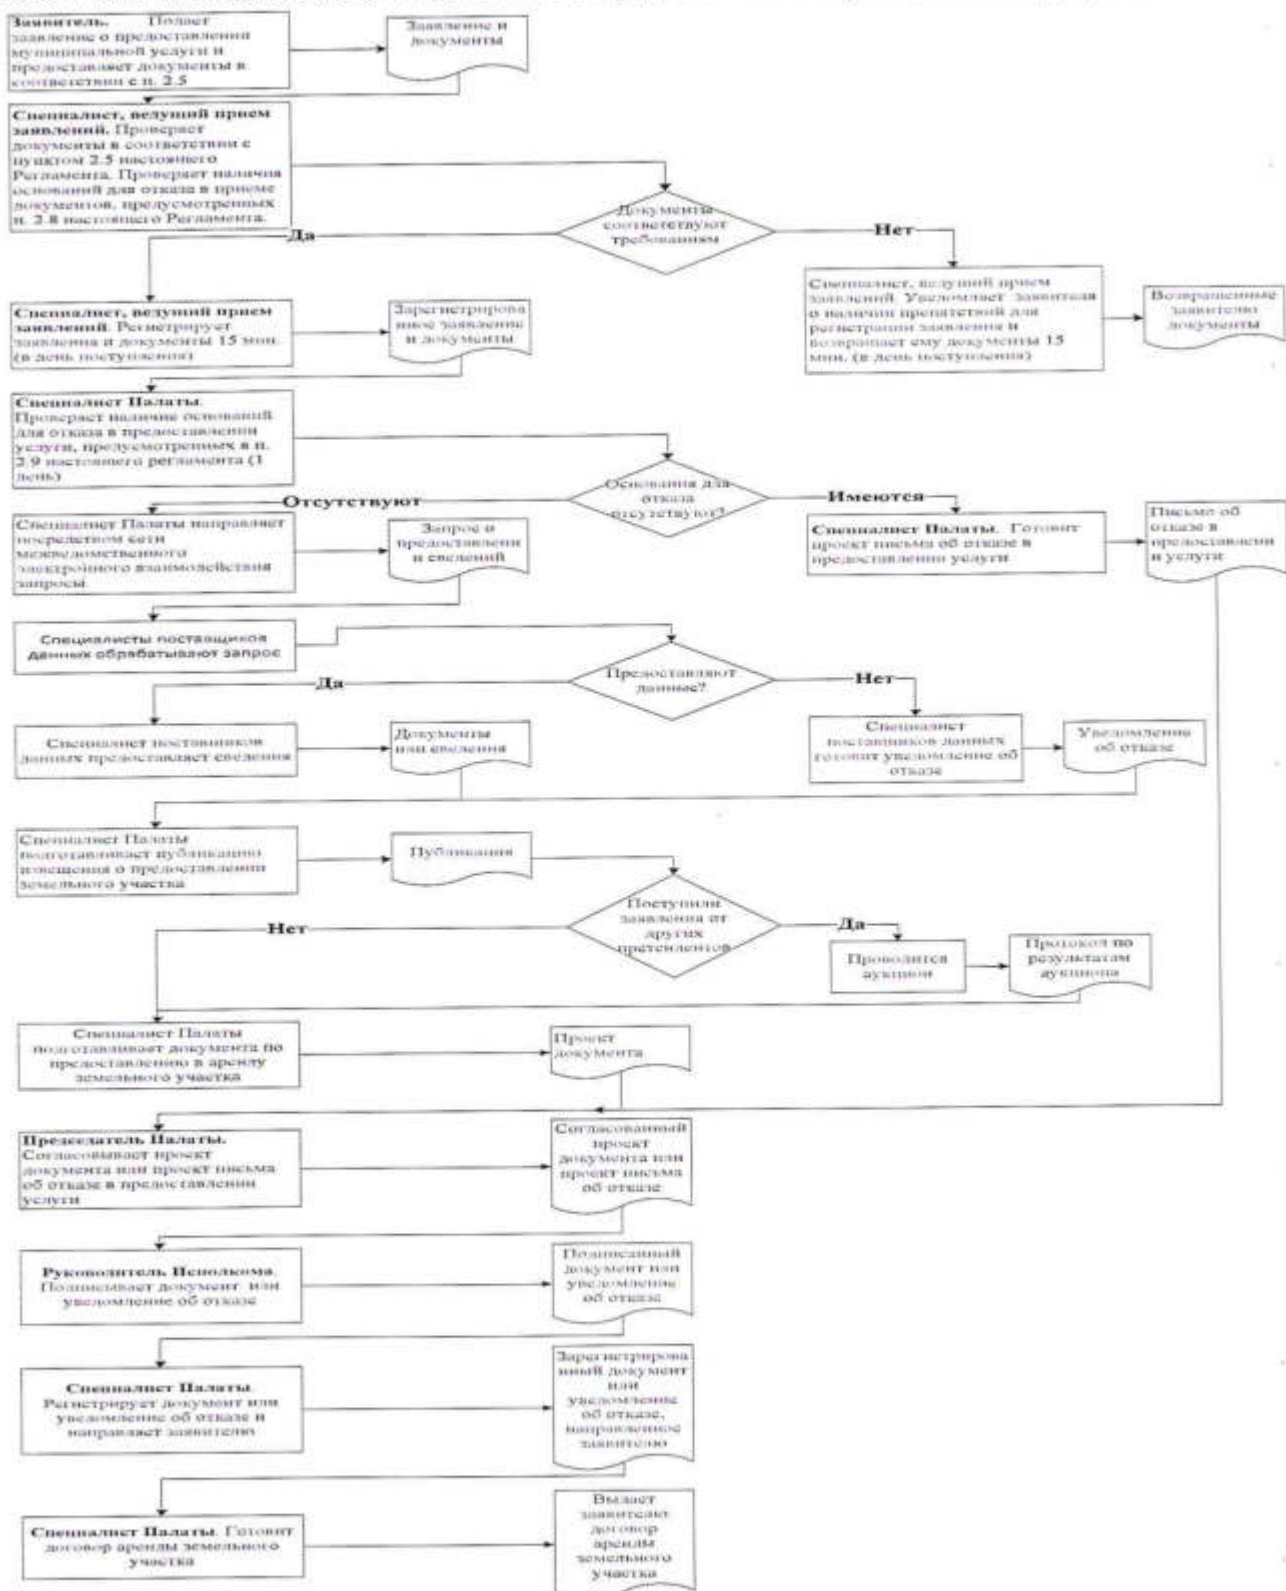 Заявитель. Подает
заявление о предоставлении
муниципальной услуги и
предоставляет документы в
соответствии с п. 2.5
Заявление и
документы
Специалист, ведущий прием
заявлений. Проверяет
документы в соответствии с
пунктом 2.5 настоящего
Регламента. Проверяет наличия
оснований для отказа в приеме
документов, предусмотренных
п. 2.8 настоящего Регламента.
Документы
соответствуют
требованиям
Да
Нет
Специалист, ведущий прием
заявлений. Регистрирует
заявления и документы 15 мин.
(в день поступления)
Зарегистрирова
нное заявление
и документы
Специалист, ведущий прием
заявлений. Уведомляет заявителя
о наличии препятствий для
регистрации заявления и
возвращает ему документы 15
мин. (в день поступления)
Возвращенные
заявителю
документы
Специалист Палаты.
Проверяет наличие оснований
для отказа в предоставлении
услуги, предусмотренных в п.
2.9 настоящего регламента (1
день)
Основания для
отказа
отсутствуют?
Отсутствуют
Имеются
Специалист Палаты направляет
посредством сети
межведомственного
электронного взаимодействия
запросы
Запрос о
предоставлени
и сведений
Специалист Палаты. Готовит
проект письма об отказе в
предоставлении услуги
Письмо об
отказе в
предоставлени
и услуги
Специалисты поставщиков
данных обрабатывают запрос
Предоставляют
данные?
Да
Нет
Специалист поставщиков
данных предоставляет сведения
Документы
или сведения
Специалист
поставщиков данных
готовит уведомление об
отказе
Уведомление
об отказе
Специалист Палаты
подготавливает публикацию
извещения о предоставлении
земельного участка
Публикация
Поступили
заявления от
других
претендентов
Нет
Да
Проводится
аукцион
Протокол по
результатам
аукциона
Специалист Палаты
подготавливает документа по
предоставлению в аренду
земельного участка
Проект
документа
Председатель Палаты.
Согласовывает проект
документа или проект письма
об отказе в предоставлении
услуги
Согласованный
проект
документа или
проект письма
об отказе
Руководитель Исполкома.
Подписывает документ или
уведомление об отказе
Подписанный
документ или
уведомление
об отказе
Специалист Палаты.
Регистрирует документ или
уведомление об отказе и
направляет заявителю
Зарегистрирова
нный документ
или
уведомление
об отказе,
направленное
заявителю
Специалист Палаты. Готовит
договор аренды земельного
участка
Выдает
заявителю
договор
аренды
земельного
участка